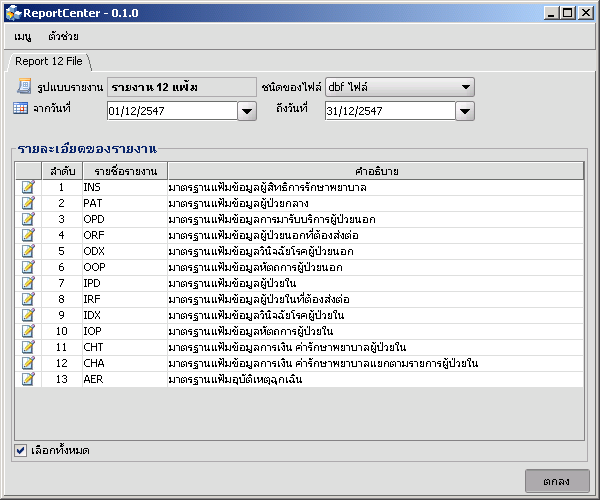 ReportCenter - 0.1.0
เมนู ตัวช่วย
Report 12 File
รูปแบบรายงาน รายงาน 12 แฟ้ม ชนิดของไฟล์ dbf ไฟล์
จากวันที่ 01/12/2547 ถึงวันที่ 31/12/2547
รายละเอียดของรายงาน
ลำดับ รายชื่อรายงาน คำอธิบาย
1 INS มาตรฐานแฟ้มข้อมูลผู้สิทธิการรักษาพยาบาล
2 PAT มาตรฐานแฟ้มข้อมูลผู้ป่วยกลาง
3 OPD มาตรฐานแฟ้มข้อมูลการมารับบริการผู้ป่วยนอก
4 ORF มาตรฐานแฟ้มข้อมูลผู้ป่วยนอกที่ต้องส่งต่อ
5 ODX มาตรฐานแฟ้มข้อมูลวินิจฉัยโรคผู้ป่วยนอก
6 OOP มาตรฐานแฟ้มข้อมูลหัตถการผู้ป่วยนอก
7 IPD มาตรฐานแฟ้มข้อมูลผู้ป่วยใน
8 IRF มาตรฐานแฟ้มข้อมูลผู้ป่วยในที่ต้องส่งต่อ
9 IDX มาตรฐานแฟ้มข้อมูลวินิจฉัยโรคผู้ป่วยใน
10 IOP มาตรฐานแฟ้มข้อมูลหัตถการผู้ป่วยใน
11 CHT มาตรฐานแฟ้มข้อมูลการเงิน ค่ารักษาพยาบาลผู้ป่วยใน
12 CHA มาตรฐานแฟ้มข้อมูลการเงิน ค่ารักษาพยาบาลแยกตามรายการผู้ป่วยใน
13 AER มาตรฐานแฟ้มอุบัติเหตุฉุกเฉิน
เลือกทั้งหมด
ตกลง